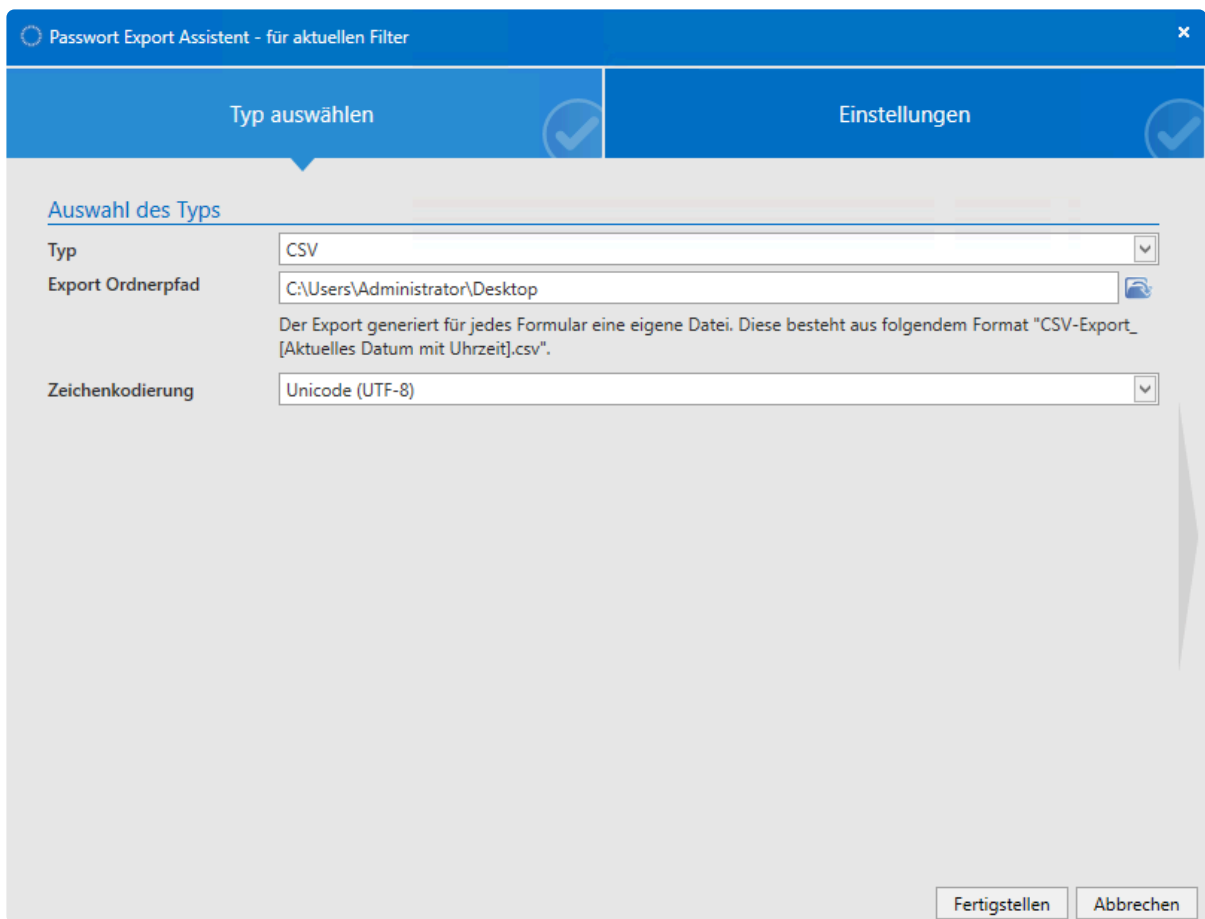 Passwort Export Assistent - für aktuellen Filter
Typ auswählen
Einstellungen
Auswahl des Typs
Typ
CSV
Export Ordnerpfad
C:\Users\Administrator\Desktop
Der Export generiert für jedes Formular eine eigene Datei. Diese besteht aus folgendem Format "CSV-Export_
[Aktuelles Datum mit Uhrzeit].csv".
Zeichenkodierung
Unicode (UTF-8)
Fertigstellen
Abbrechen